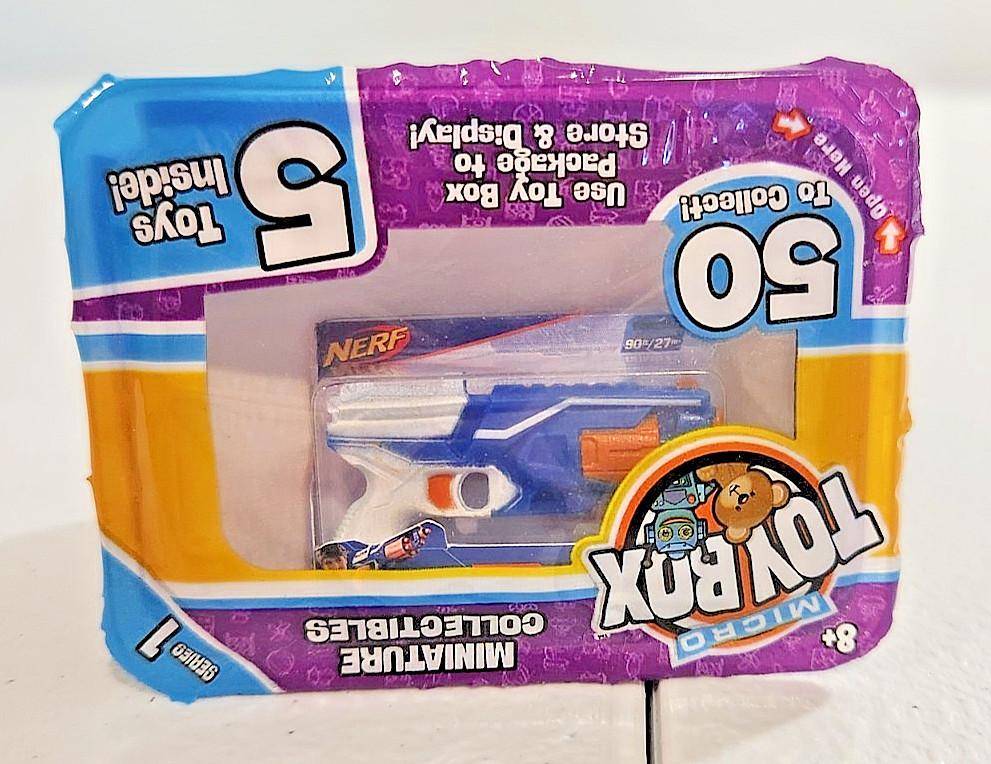 8+
MICRO
TOY BOX
MINIATURE
COLLECTIBLES
SERIES 1
50
To Collect!
Open Here
Use Toy Box
Package to
Store & Display!
5
Toys
Inside!
NERF
90ft/27m